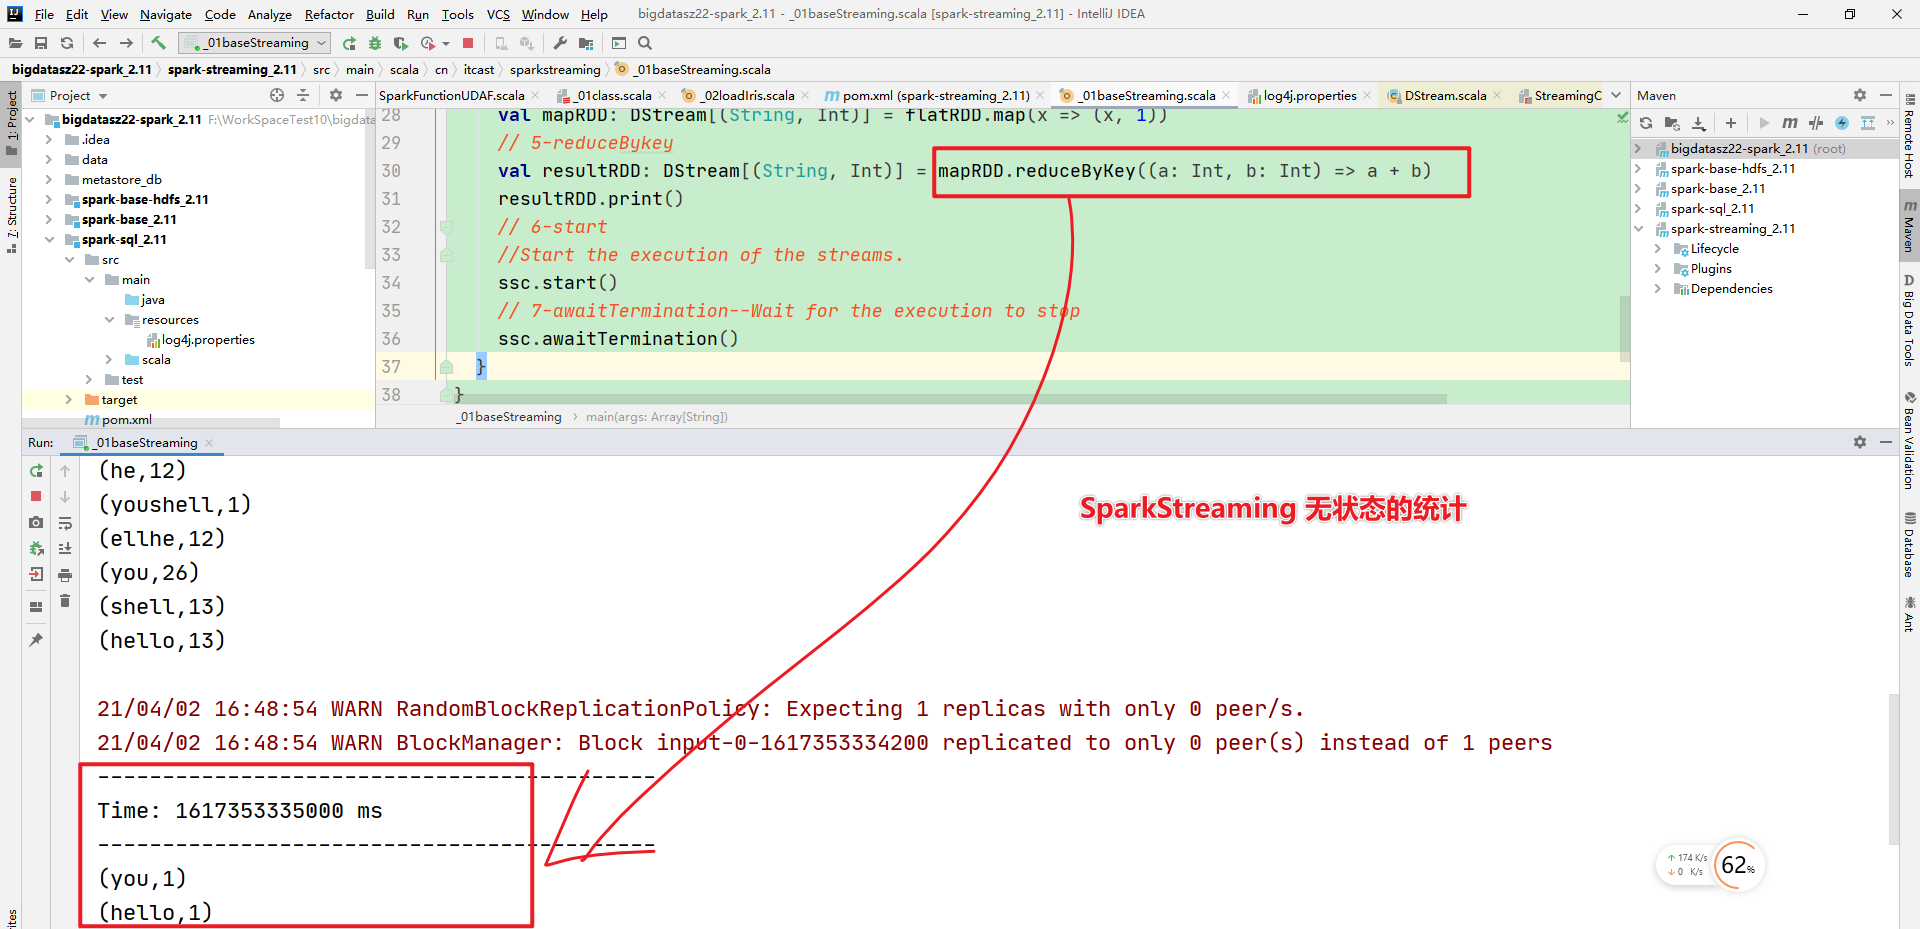 File Edit View Navigate Code Analyze Refactor Build Run Tools VCS Window Help bigdatasz22-spark_2.11 - _01baseStreaming.scala [spark-streaming_2.11] - IntelliJ IDEA
_01baseStreaming
bigdatasz22-spark_2.11 spark-streaming_2.11 src main scala cn itcast sparkstreaming _01baseStreaming.scala
Project
SparkFunctionUDAF.scala _01class.scala _02loadIris.scala pom.xml (spark-streaming_2.11) _01baseStreaming.scala log4j.properties DStream.scala StreamingC
Maven
1: Project
7: Structure
bigdatasz22-spark_2.11 F:\WorkSpaceTest10\bigdata
.idea
data
metastore_db
spark-base-hdfs_2.11
spark-base_2.11
spark-sql_2.11
src
main
java
resources
log4j.properties
scala
test
target
pom.xml
28 val mapRDD: DStream[(String, Int)] = flatRDD.map(x => (x, 1))
29 // 5-reduceBykey
30 val resultRDD: DStream[(String, Int)] = mapRDD.reduceByKey((a: Int, b: Int) => a + b)
31 resultRDD.print()
32 // 6-start
33 //Start the execution of the streams.
34 ssc.start()
35 // 7-awaitTermination--Wait for the execution to stop
36 ssc.awaitTermination()
37 }
38 }
_01baseStreaming main(args: Array[String])
bigdatasz22-spark_2.11 (root)
spark-base-hdfs_2.11
spark-base_2.11
spark-sql_2.11
spark-streaming_2.11
Lifecycle
Plugins
Dependencies
Remote Host
Maven
Big Data Tools
Bean Validation
Database
Ant
Run: _01baseStreaming
(he,12)
(youshell,1)
(ellhe,12)
(you,26)
(shell,13)
(hello,13)
SparkStreaming 无状态的统计
21/04/02 16:48:54 WARN RandomBlockReplicationPolicy: Expecting 1 replicas with only 0 peer/s.
21/04/02 16:48:54 WARN BlockManager: Block input-0-1617353334200 replicated to only 0 peer(s) instead of 1 peers
-------------------------------------------
Time: 1617353335000 ms
-------------------------------------------
(you,1)
(hello,1)
↑ 174 K/s
↓ 0 K/s
62%